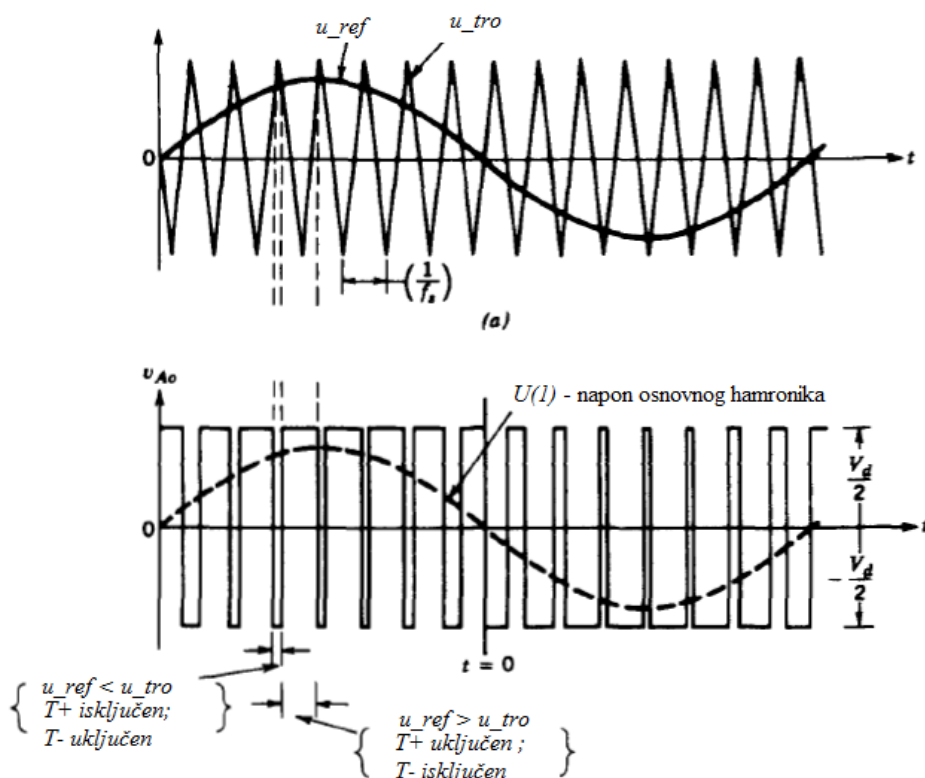 u_ref
u_tro
0
t
(1/f_s)
(a)
v_Ao
U(1) - napon osnovnog hamronika
V_d/2
0
t
-V_d/2
t = 0
u_ref < u_tro
T+ isključen;
T- uključen
u_ref > u_tro
T+ uključen ;
T- isključen